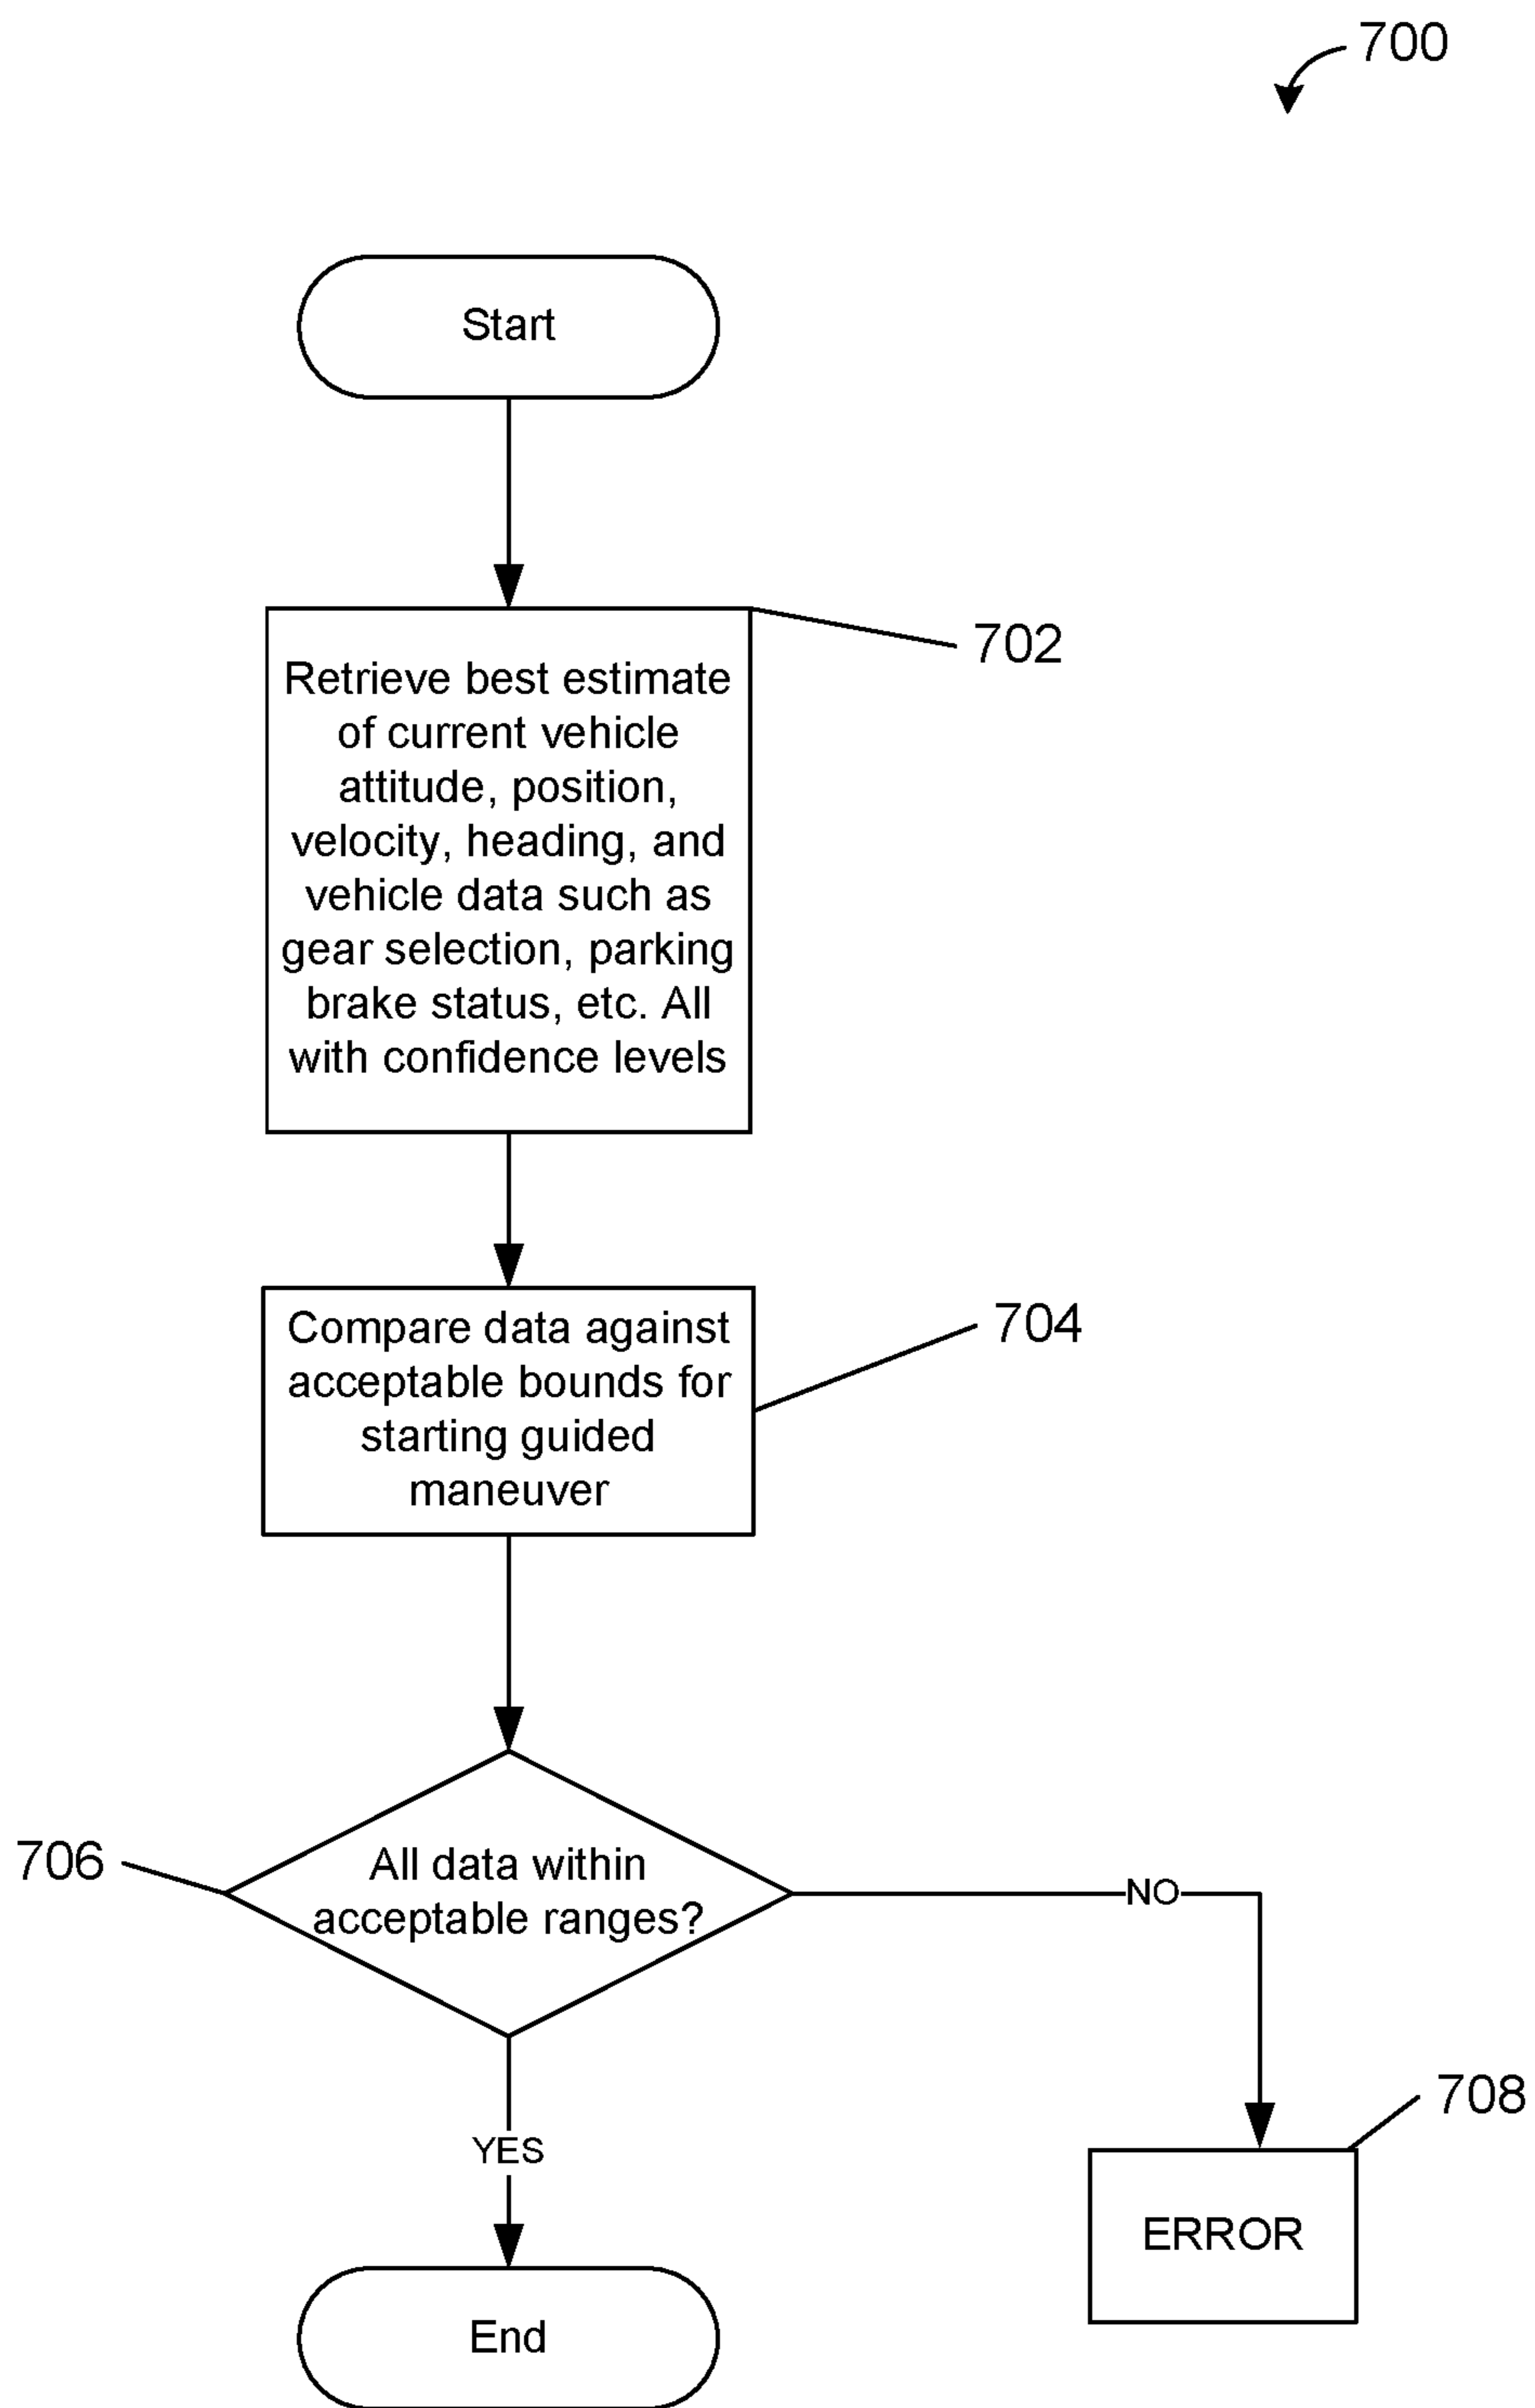 700
Start
702
Retrieve best estimate
of current vehicle
attitude, position,
velocity, heading, and
vehicle data such as
gear selection, parking
brake status, etc. All
with confidence levels
704
Compare data against
acceptable bounds for
starting guided
maneuver
706
All data within
acceptable ranges?
NO
708
YES
ERROR
End